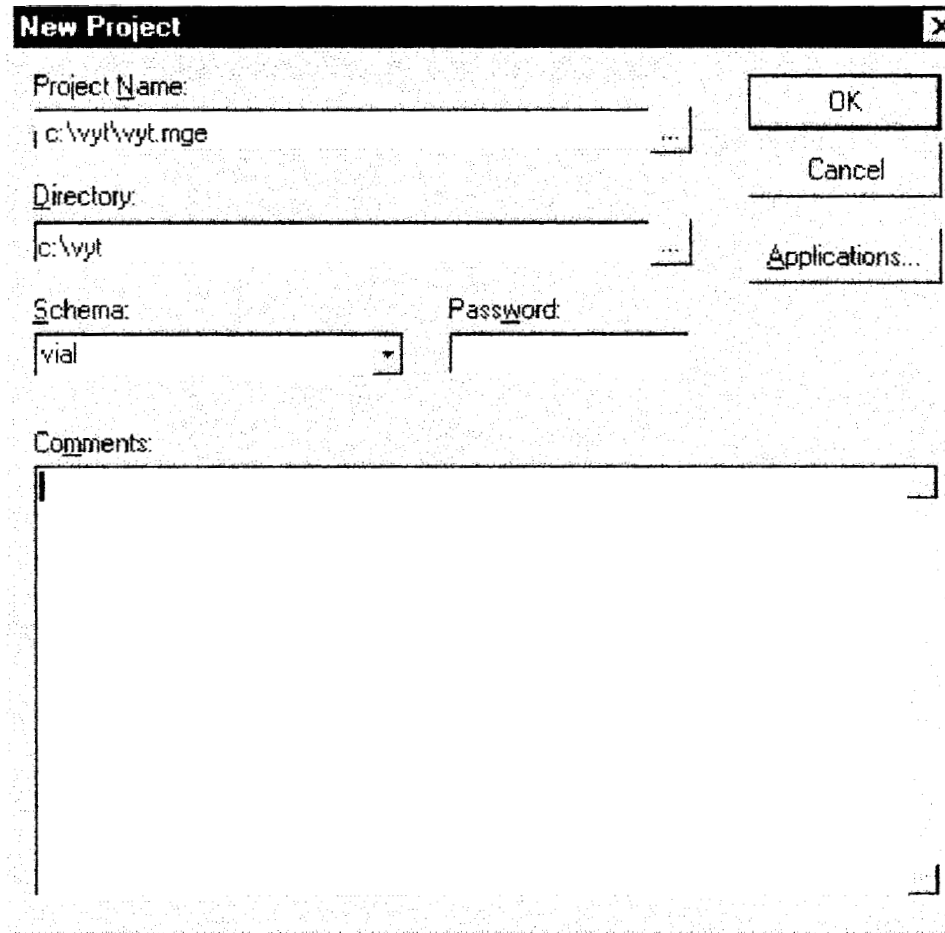 New Project
Project Name:
OK
c:\vyt\vyt.mge
...
Cancel
Directory:
c:\vyt
...
Applications...
Schema:
Password:
vial
Comments: